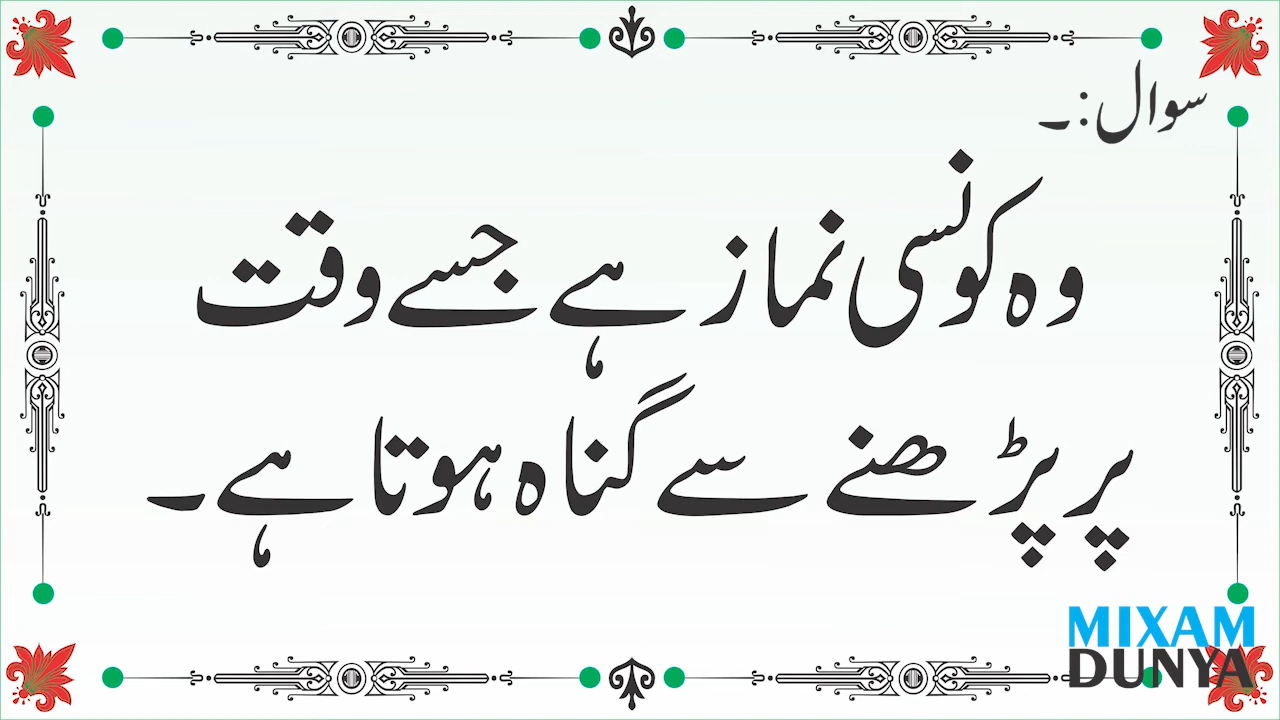 سوال:۔
وہ کونسی نماز ہے جسے وقت
پر پڑھنے سے گناہ ہوتا ہے۔
MIXAM
DUNYA